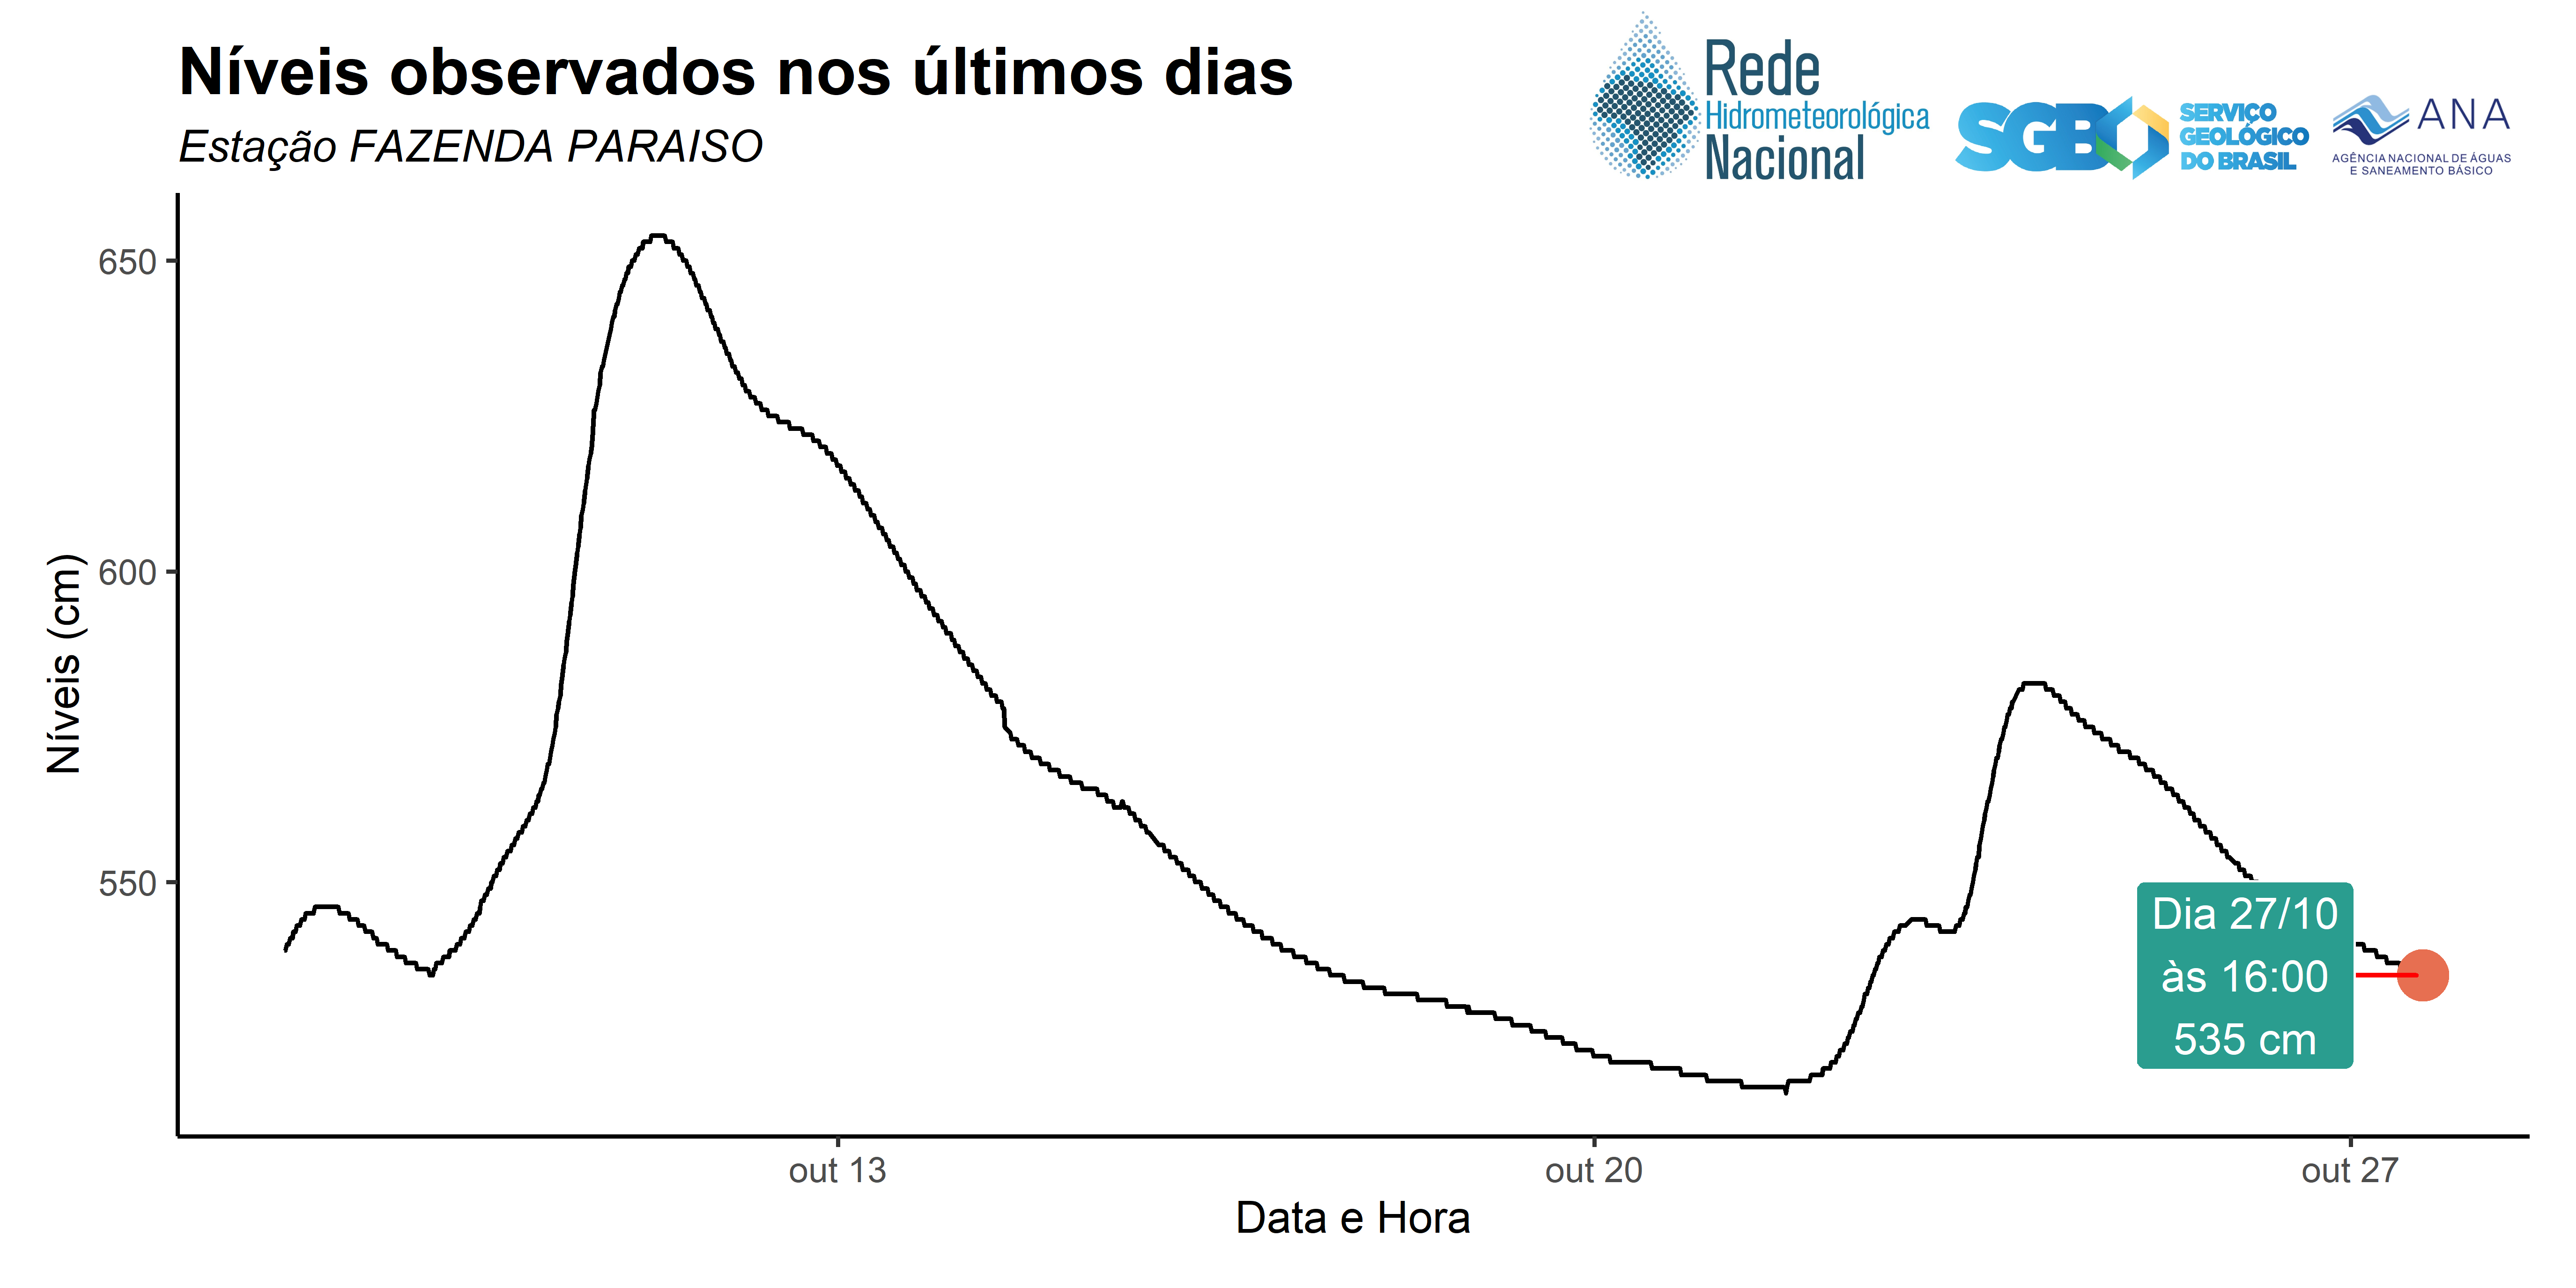 Níveis observados nos últimos dias
Estação FAZENDA PARAISO
Rede
Hidrometeorológica
Nacional
SGB
SERVIÇO
GEOLÓGICO
DO BRASIL
ANA
AGÊNCIA NACIONAL DE ÁGUAS
E SANEAMENTO BÁSICO
Níveis (cm)
650
600
550
Dia 27/10
às 16:00
535 cm
out 13
out 20
out 27
Data e Hora